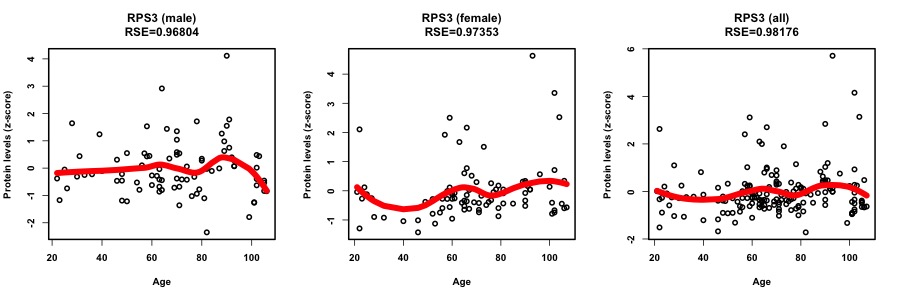 RPS3 (male)
RSE=0.96804
Protein levels (z-score)
4
3
2
1
0
-1
-2
20
40
60
80
100
Age
RPS3 (female)
RSE=0.97353
Protein levels (z-score)
4
3
2
1
0
-1
20
40
60
80
100
Age
RPS3 (all)
RSE=0.98176
Protein levels (z-score)
6
4
2
0
-2
20
40
60
80
100
Age